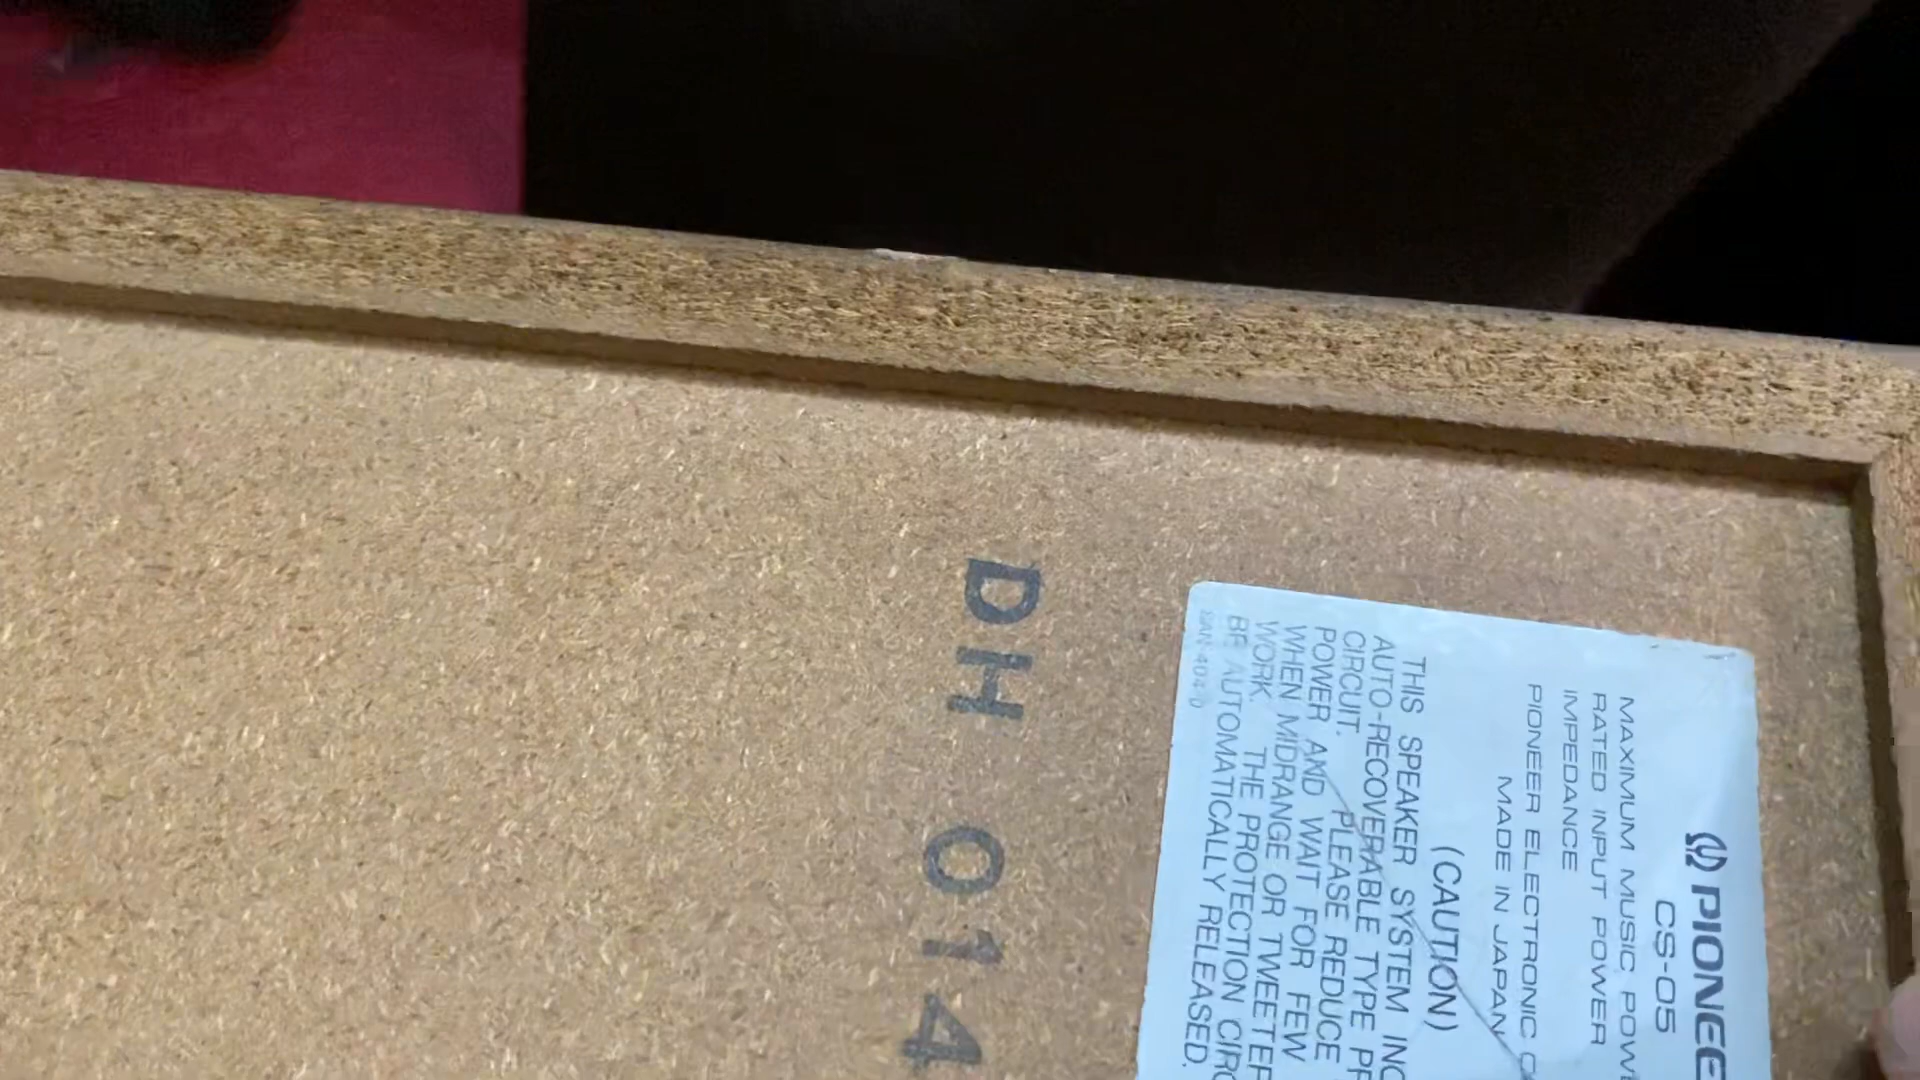 PIONEE
CS-05
MAXIMUM MUSIC POWE
RATED INPUT POWER
IMPEDANCE
PIONEER ELECTRONIC C
MADE IN JAPAN
(CAUTION)
THIS SPEAKER SYSTEM INC
AUTO-RECOVERABLE TYPE PR
CIRCUIT. PLEASE REDUCE
POWER AND WAIT FOR FEW
WHEN MIDRANGE OR TWEETER
WORK. THE PROTECTION CIRC
BE AUTOMATICALLY RELEASED.
DH 014